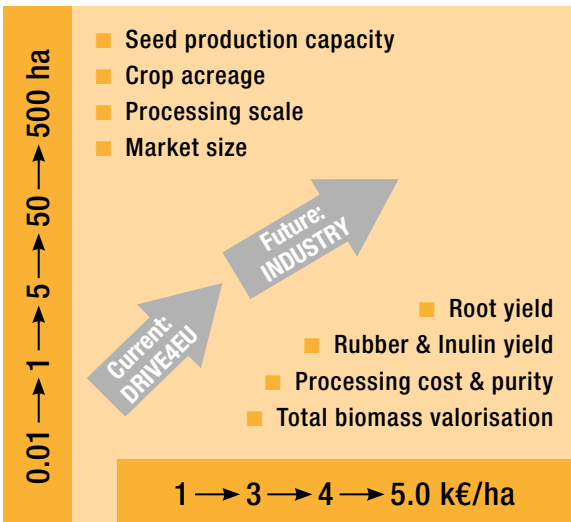 ■ Seed production capacity
■ Crop acreage
■ Processing scale
■ Market size
0.01 → 1 → 5 → 50 → 500 ha
Future:
INDUSTRY
Current:
DRIVE4EU
■ Root yield
■ Rubber & Inulin yield
■ Processing cost & purity
■ Total biomass valorisation
1 → 3 → 4 → 5.0 k€/ha